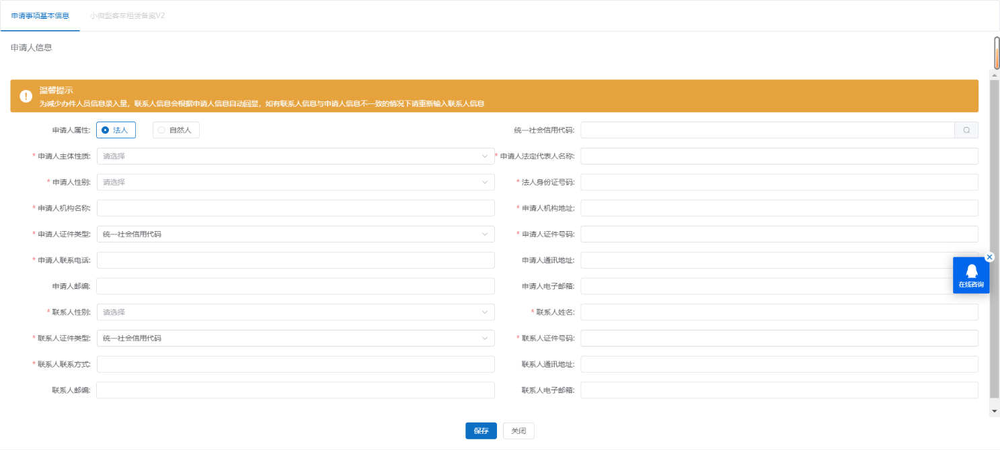 申请事项基本信息 小微型客车租赁备案V2
申请人信息
温馨提示
为减少办件人员信息录入量，联系人信息会根据申请人信息自动回显，如有联系人信息与申请人信息不一致的情况下请重新输入联系人信息
申请人属性: 法人 自然人 统一社会信用代码:
* 申请人主体性质: 请选择 * 申请人法定代表人名称:
* 申请人性别: 请选择 * 法人身份证号码:
* 申请人机构名称: * 申请人机构地址:
* 申请人证件类型: 统一社会信用代码 * 申请人证件号码:
* 申请人联系电话: 申请人通讯地址:
申请人邮编: 申请人电子邮箱:
在线咨询
* 联系人性别: 请选择 * 联系人姓名:
* 联系人证件类型: 统一社会信用代码 * 联系人证件号码:
* 联系人联系方式: 联系人通讯地址:
联系人邮编: 联系人电子邮箱:
保存 关闭